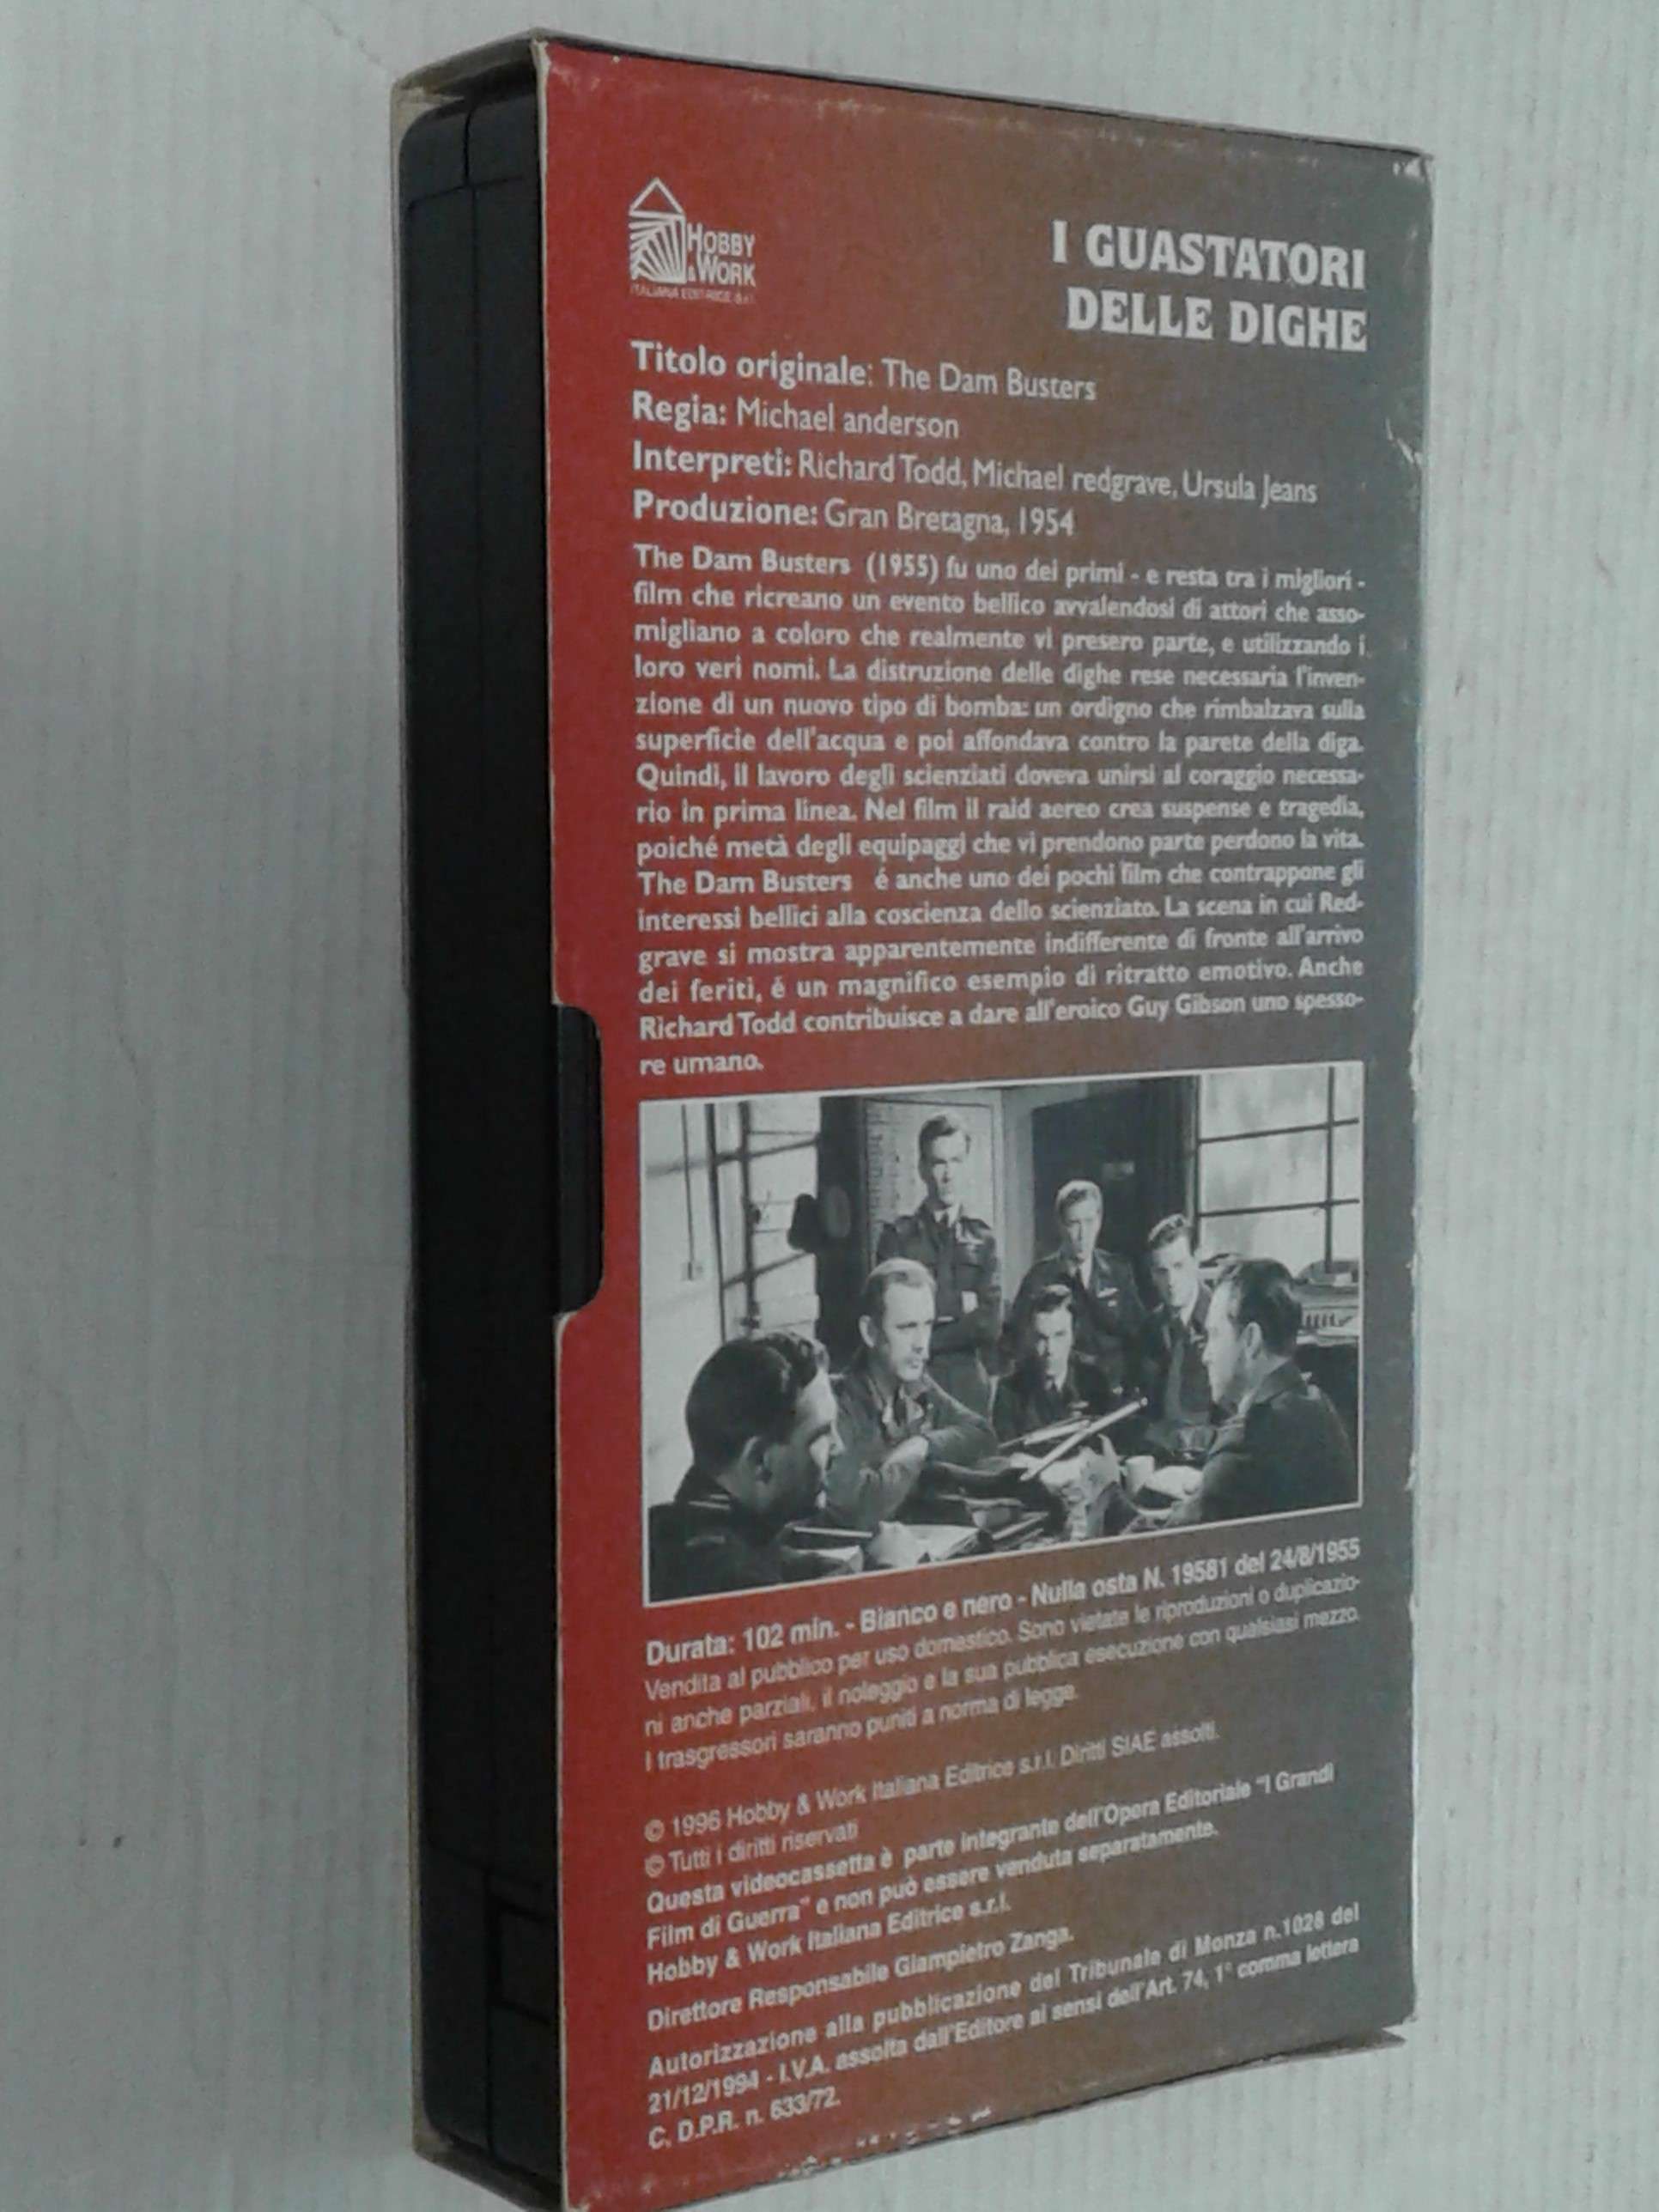 HOBBY
& WORK
ITALIANA EDITRICE S.r.l.
I GUASTATORI
DELLE DIGHE
Titolo originale: The Dam Busters
Regia: Michael anderson
Interpreti: Richard Todd, Michael redgrave, Ursula Jeans
Produzione: Gran Bretagna, 1954
The Dam Busters (1955) fu uno dei primi - e resta tra i migliori -
film che ricreano un evento bellico avvalendosi di attori che asso-
migliano a coloro che realmente vi presero parte, e utilizzando i
loro veri nomi. La distruzione delle dighe rese necessaria l'inven-
zione di un nuovo tipo di bomba: un ordigno che rimbalzava sulla
superficie dell'acqua e poi affondava contro la parete della diga.
Quindi, il lavoro degli scienziati doveva unirsi al coraggio necessa-
rio in prima linea. Nel film il raid aereo crea suspense e tragedia,
poiché metà degli equipaggi che vi prendono parte perdono la vita.
The Dam Busters é anche uno dei pochi film che contrappone gli
interessi bellici alla coscienza dello scienziato. La scena in cui Red-
grave si mostra apparentemente indifferente di fronte all'arrivo
dei feriti, é un magnifico esempio di ritratto emotivo. Anche
Richard Todd contribuisce a dare all'eroico Guy Gibson uno spesso-
re umano.
Durata: 102 min. - Bianco e nero - Nulla osta N. 19581 del 24/8/1955
Vendita al pubblico per uso domestico. Sono vietate le riproduzioni o duplicazio-
ni anche parziali, il noleggio e la sua pubblica esecuzione con qualsiasi mezzo.
I trasgressori saranno puniti a norma di legge.
© 1996 Hobby & Work Italiana Editrice s.r.l. Diritti SIAE assolti.
© Tutti i diritti riservati
Questa videocassetta è parte integrante dell'Opera Editoriale "I Grandi
Film di Guerra" e non può essere venduta separatamente.
Hobby & Work Italiana Editrice s.r.l.
Direttore Responsabile Giampietro Zanga.
Autorizzazione alla pubblicazione del Tribunale di Monza n.1028 del
21/12/1994 - I.V.A. assolta dall'Editore ai sensi dell'Art. 74, 1° comma lettera
C, D.P.R. n. 633/72.